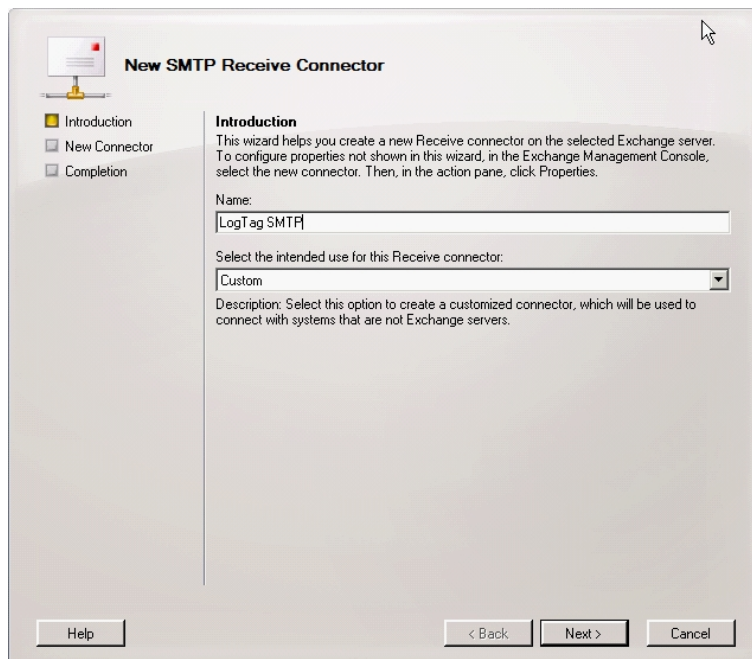 New SMTP Receive Connector
Introduction
New Connector
Completion
Introduction
This wizard helps you create a new Receive connector on the selected Exchange server.
To configure properties not shown in this wizard, in the Exchange Management Console,
select the new connector. Then, in the action pane, click Properties.
Name:
LogTag SMTP
Select the intended use for this Receive connector:
Custom
Description: Select this option to create a customized connector, which will be used to
connect with systems that are not Exchange servers.
Help
< Back
Next >
Cancel